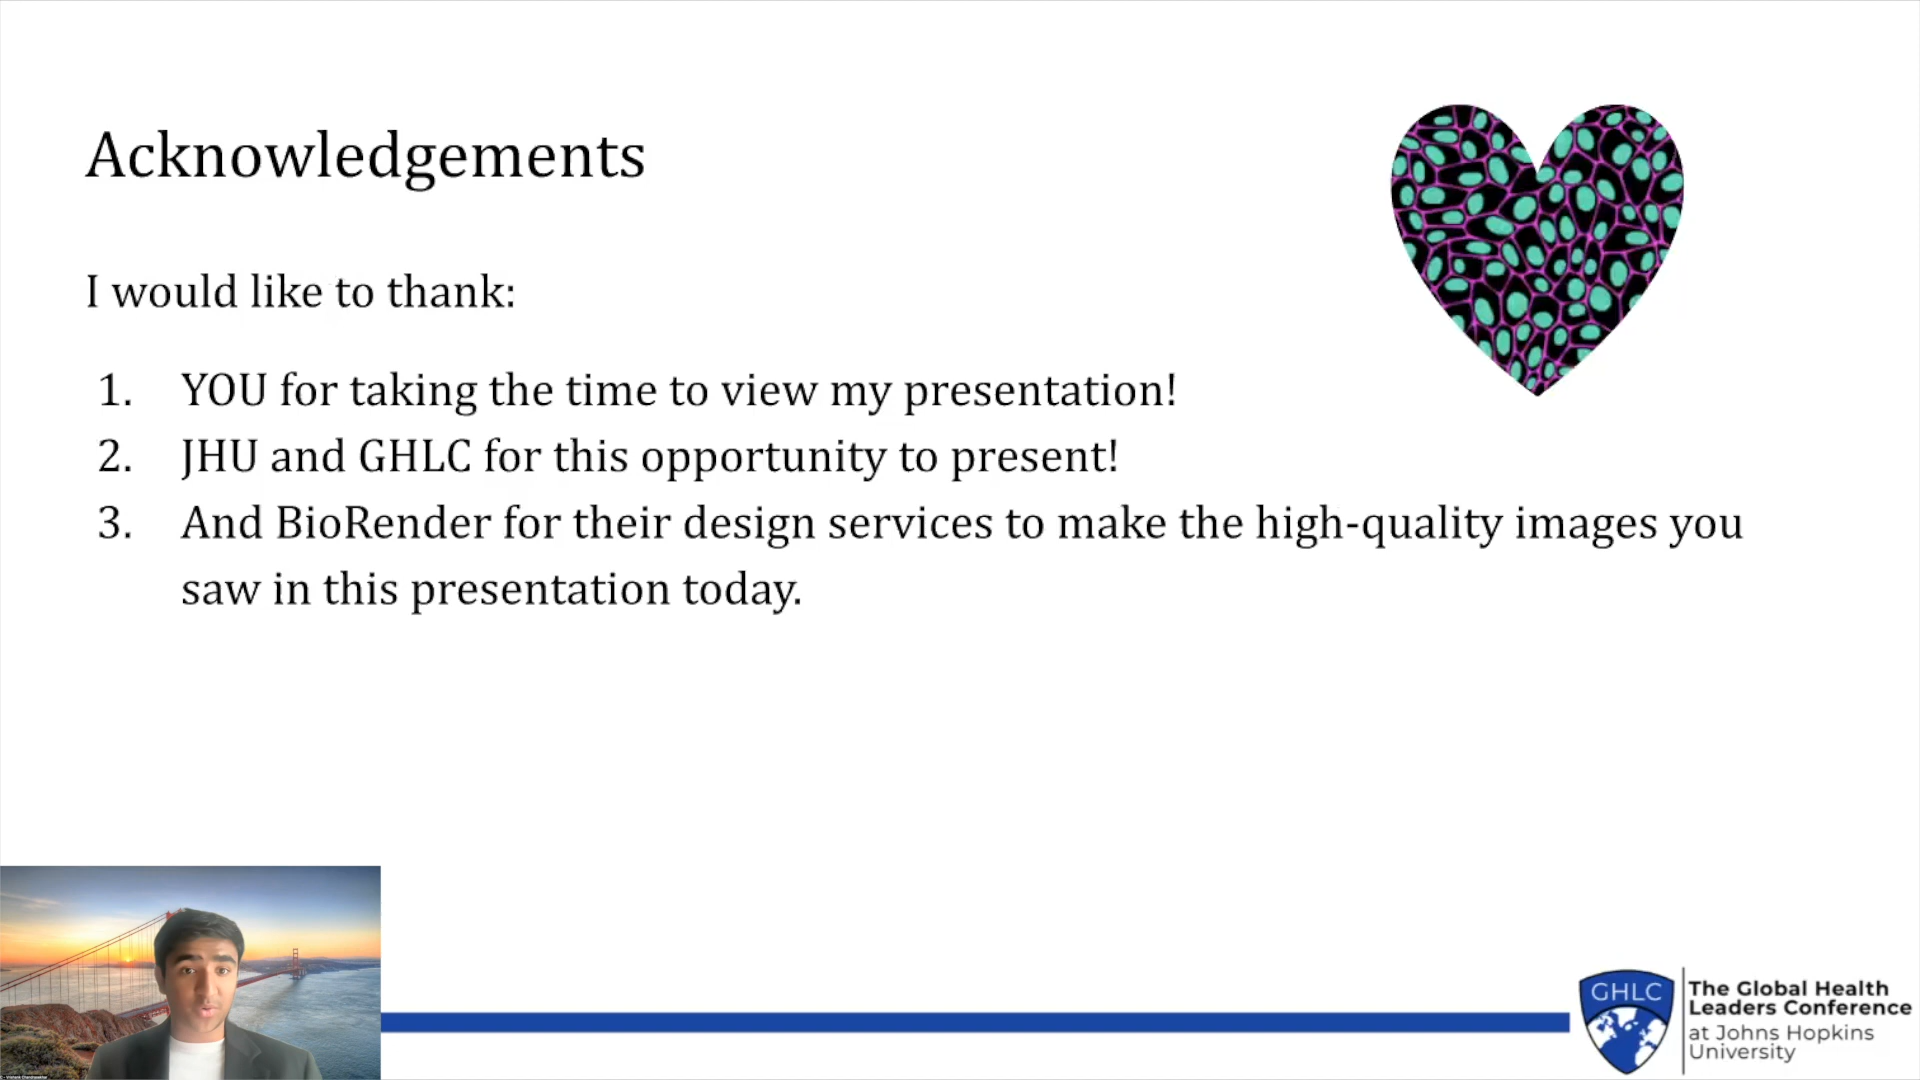 Acknowledgements
I would like to thank:
1. YOU for taking the time to view my presentation!
2. JHU and GHLC for this opportunity to present!
3. And BioRender for their design services to make the high-quality images you
saw in this presentation today.
GHLC
The Global Health
Leaders Conference
at Johns Hopkins
University